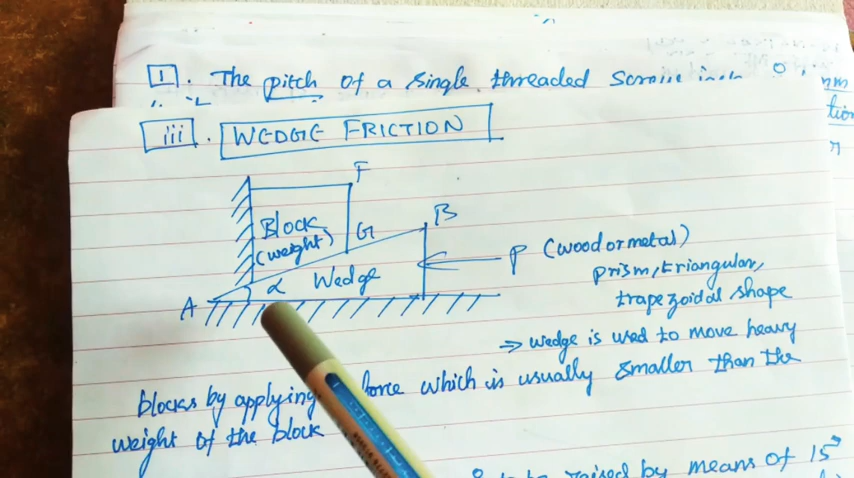 1. The pitch of a single threaded
mm
iii. WEDGE FRICTION
F
Block
(weight)
G
B
α Wedge
A
P (wood or metal)
prism, triangular,
trapezoidal shape
⇒ wedge is used to move heavy
blocks by applying force which is usually smaller than the
weight of the block
raised by means of 15°